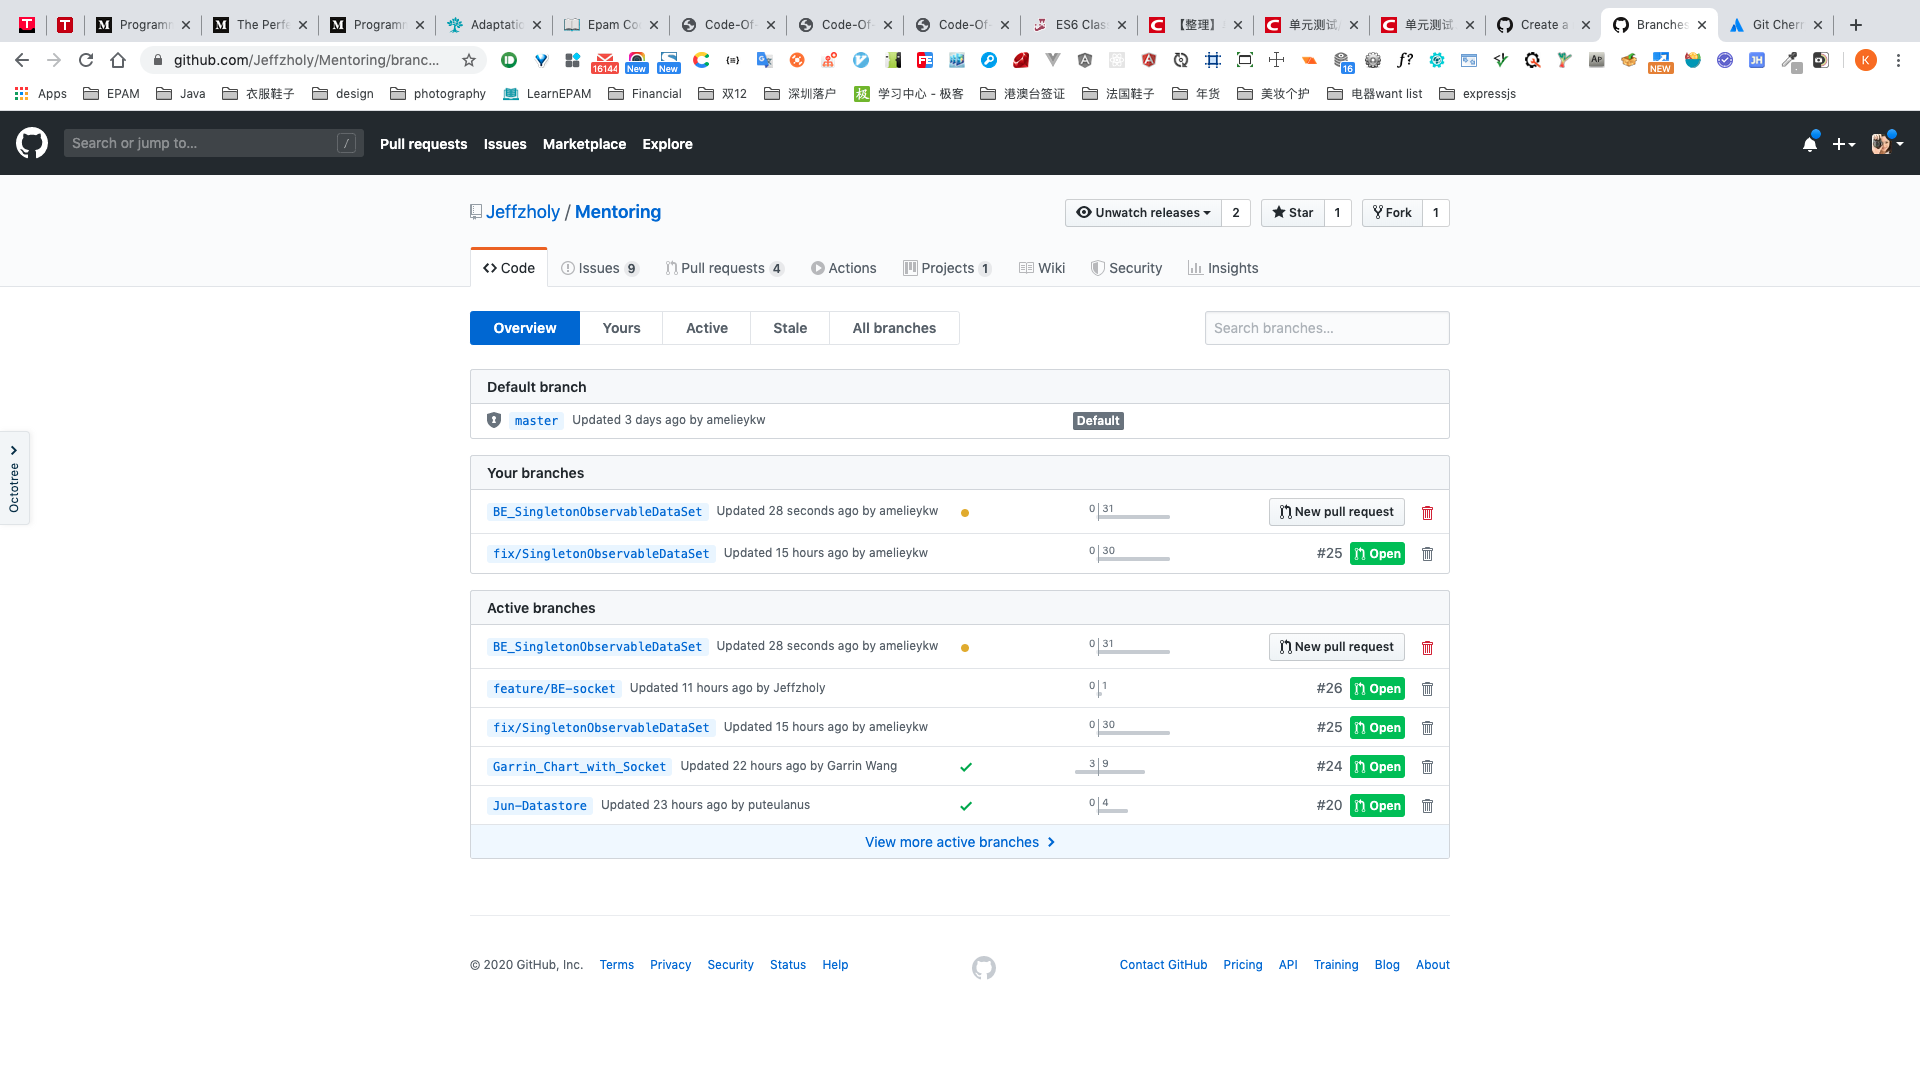 Programm The Perfe Programm Adaptatio Epam Co Code-Of- Code-Of- Code-Of- ES6 Clas 【整理】 单元测试 单元测试 Create a Branches Git Cherr
github.com/Jeffzholy/Mentoring/branc... 16144 New New 16 NEW K
Apps EPAM Java 衣服鞋子 design photography LearnEPAM Financial 双12 深圳落户 学习中心 - 极客 港澳台签证 法国鞋子 年货 美妆个护 电器want list expressjs
Search or jump to... / Pull requests Issues Marketplace Explore
Jeffzholy / Mentoring Unwatch releases 2 Star 1 Fork 1
Code Issues 9 Pull requests 4 Actions Projects 1 Wiki Security Insights
Overview Yours Active Stale All branches Search branches...
Default branch
master Updated 3 days ago by amelieykw Default
Octotree
Your branches
BE_SingletonObservableDataSet Updated 28 seconds ago by amelieykw 0 31 New pull request
fix/SingletonObservableDataSet Updated 15 hours ago by amelieykw 0 30 #25 Open
Active branches
BE_SingletonObservableDataSet Updated 28 seconds ago by amelieykw 0 31 New pull request
feature/BE-socket Updated 11 hours ago by Jeffzholy 0 1 #26 Open
fix/SingletonObservableDataSet Updated 15 hours ago by amelieykw 0 30 #25 Open
Garrin_Chart_with_Socket Updated 22 hours ago by Garrin Wang 3 9 #24 Open
Jun-Datastore Updated 23 hours ago by puteulanus 0 4 #20 Open
View more active branches
© 2020 GitHub, Inc. Terms Privacy Security Status Help Contact GitHub Pricing API Training Blog About